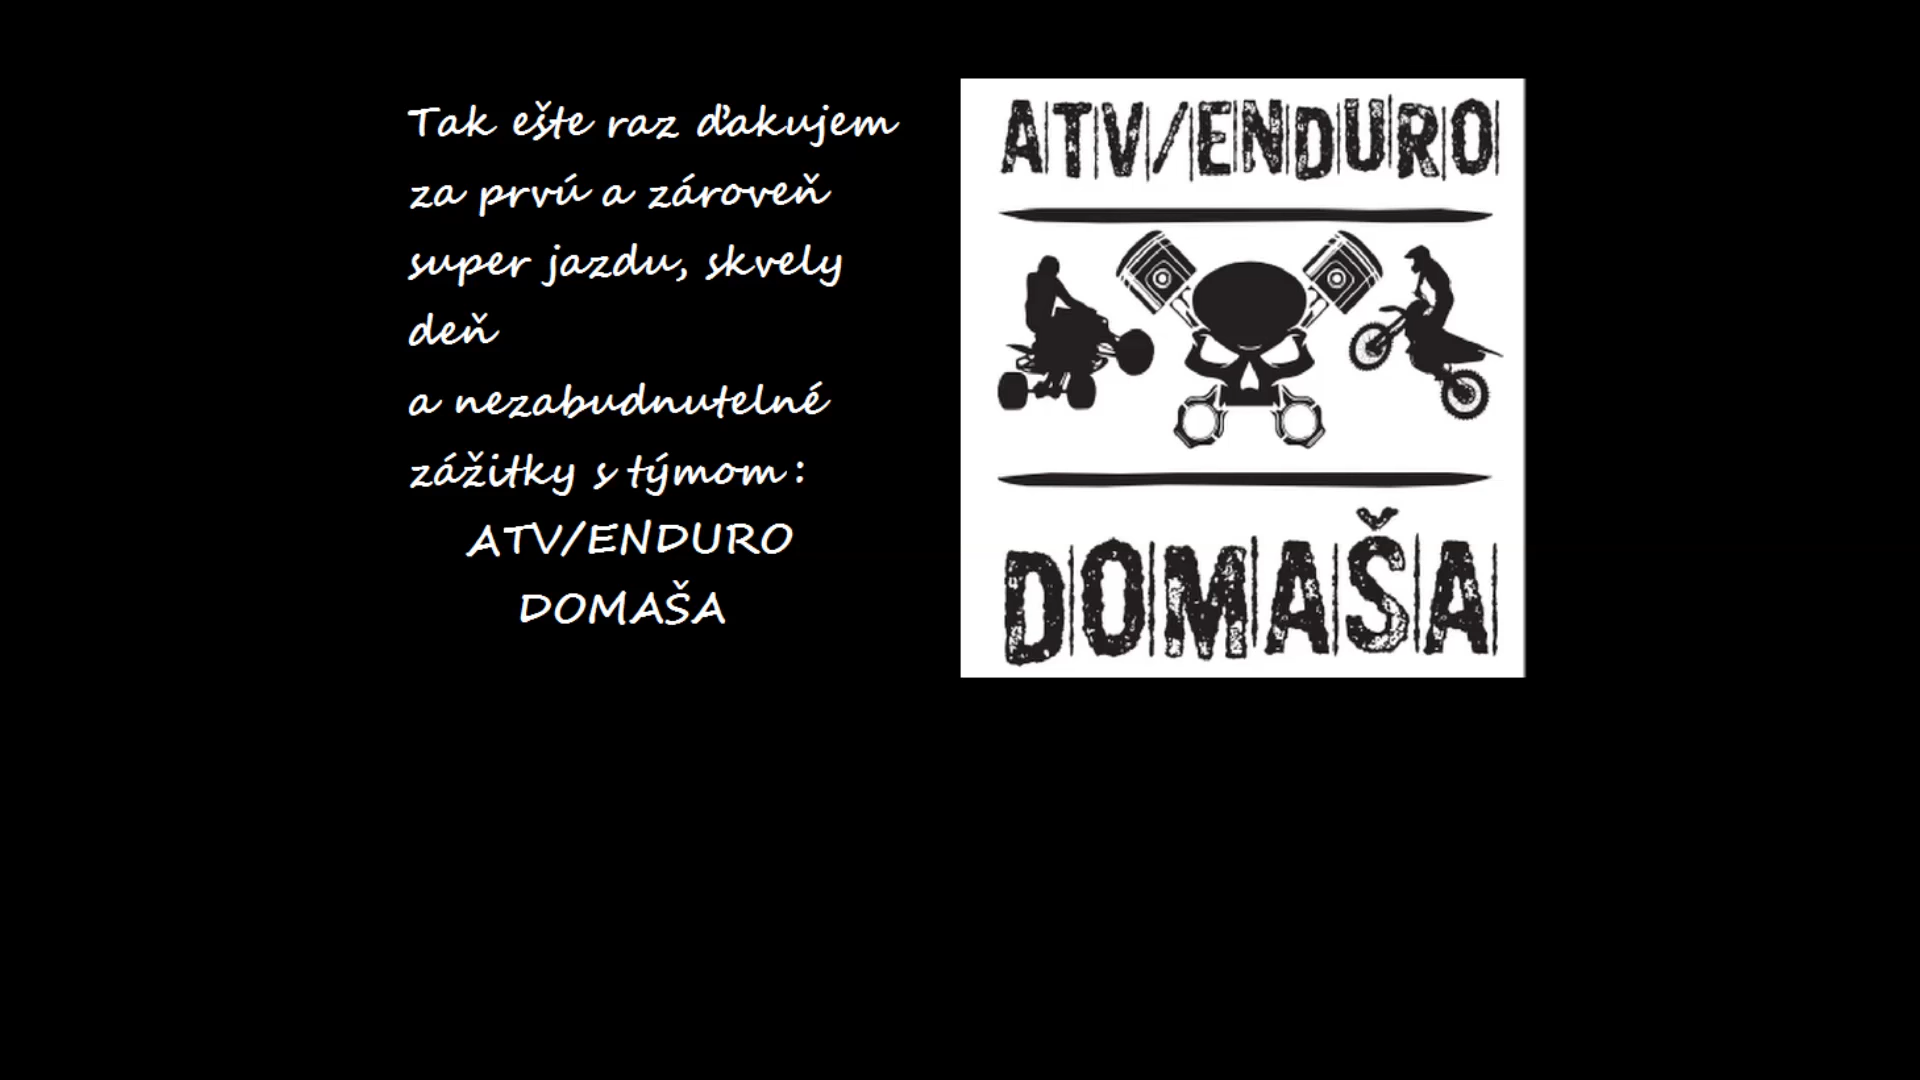 Tak ešte raz ďakujem
za prvú a zároveň
super jazdu, skvely
deň
a nezabudnutelné
zážitky s týmom :
ATV/ENDURO
DOMAŠA
ATV/ENDURO
DOMAŠA